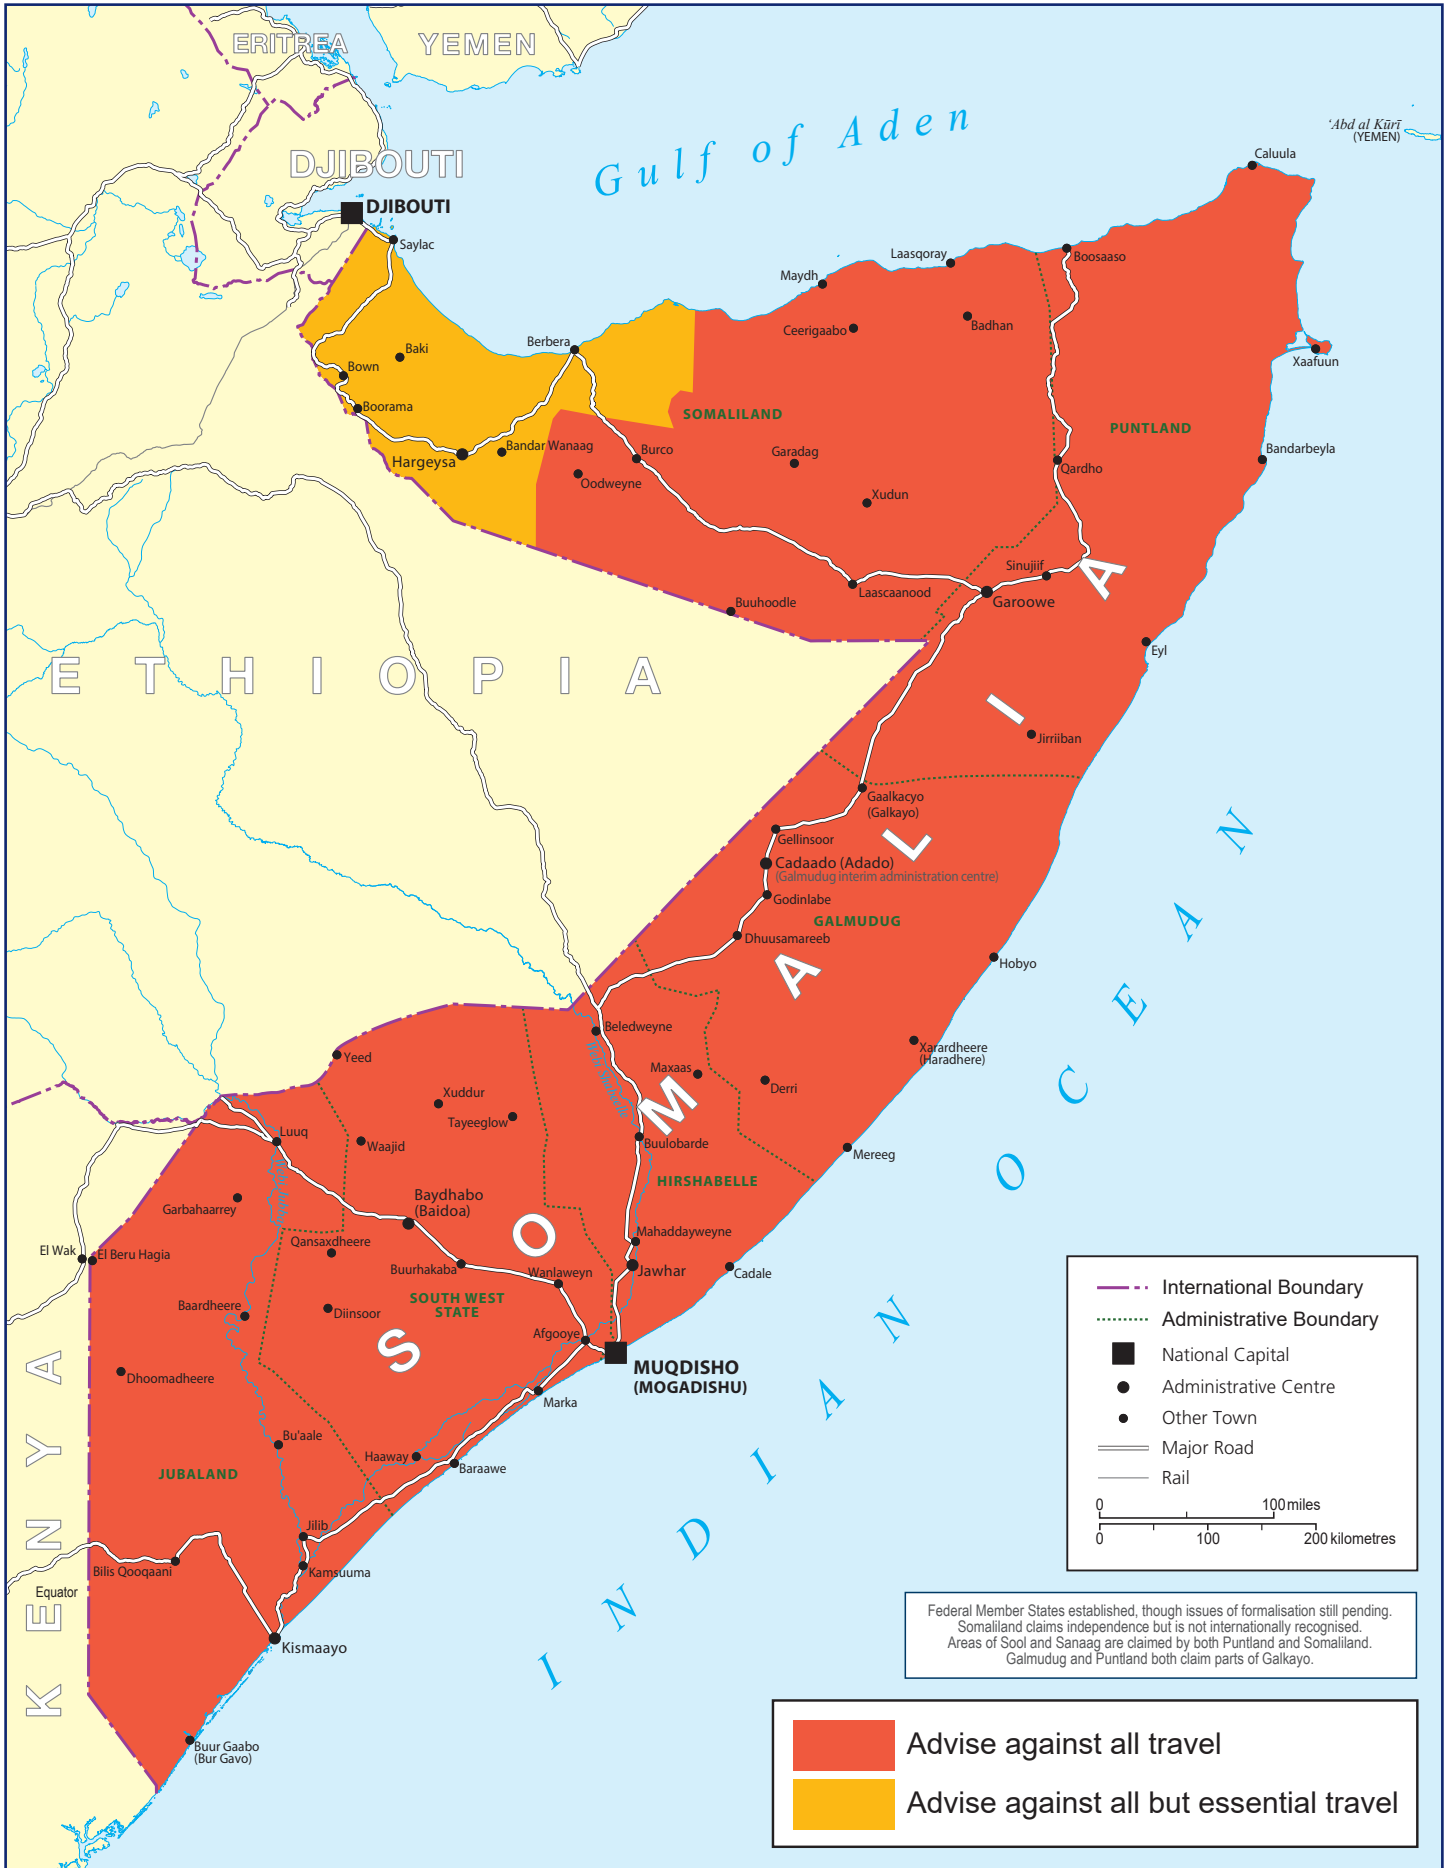 ERITREA
YEMEN
Gulf of Aden
'Abd al Kūrī
(YEMEN)
DJIBOUTI
DJIBOUTI
Saylac
Caluula
Laasqoray
Boosaaso
Maydh
Ceerigaabo
Badhan
Berbera
Baki
Xaafuun
Bown
Boorama
SOMALILAND
PUNTLAND
Bandar Wanaag
Hargeysa
Burco
Garadag
Bandarbeyla
Qardho
Oodweyne
Xudun
Sinujiif
Laascaanood
Garoowe
Buuhoodle
Eyl
ETHIOPIA
Jirriiban
Gaalkacyo
(Galkayo)
Gellinsoor
Cadaado (Adado)
(Galmudug interim administration centre)
Godinlabe
GALMUDUG
Dhuusamareeb
Hobyo
SOMALIA
Beledweyne
Xarardheere
(Haradhere)
Yeed
Maxaas
Derri
Xuddur
Tayeeglow
Luuq
Waajid
Buulobarde
Mereeg
HIRSHABELLE
Garbahaarrey
Baydhabo
(Baidoa)
Mahaddayweyne
Qansaxdheere
El Wak
El Beru Hagia
Buurhakaba
Wanlaweyn
Jawhar
Cadale
SOUTH WEST
STATE
Baardheere
Diinsoor
Afgooye
MUQDISHO
(MOGADISHU)
Dhoomadheere
Marka
Bu'aale
Haaway
Baraawe
JUBALAND
KENYA
Jilib
Bilis Qooqaani
Kamsuuma
Equator
Kismaayo
Buur Gaabo
(Bur Gavo)
INDIAN OCEAN
International Boundary
Administrative Boundary
National Capital
Administrative Centre
Other Town
Major Road
Rail
0 100 miles
0 100 200 kilometres
Federal Member States established, though issues of formalisation still pending.
Somaliland claims independence but is not internationally recognised.
Areas of Sool and Sanaag are claimed by both Puntland and Somaliland.
Galmudug and Puntland both claim parts of Galkayo.
Advise against all travel
Advise against all but essential travel